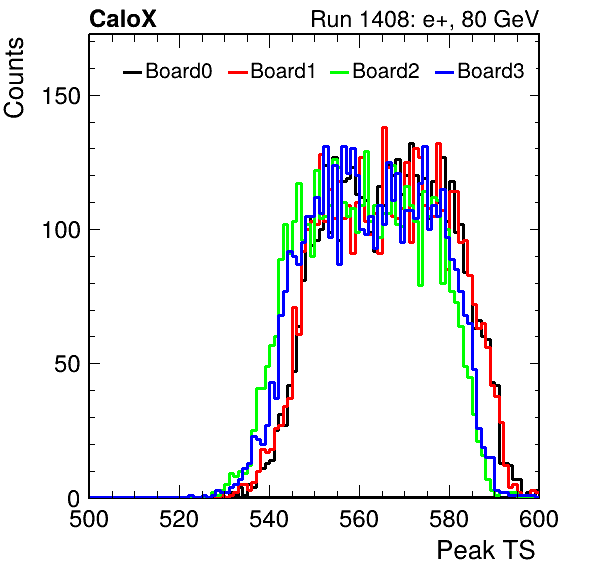 CaloX Run 1408: e+, 80 GeV
Counts
Board0 Board1 Board2 Board3
150
100
50
0
500 520 540 560 580 600
Peak TS